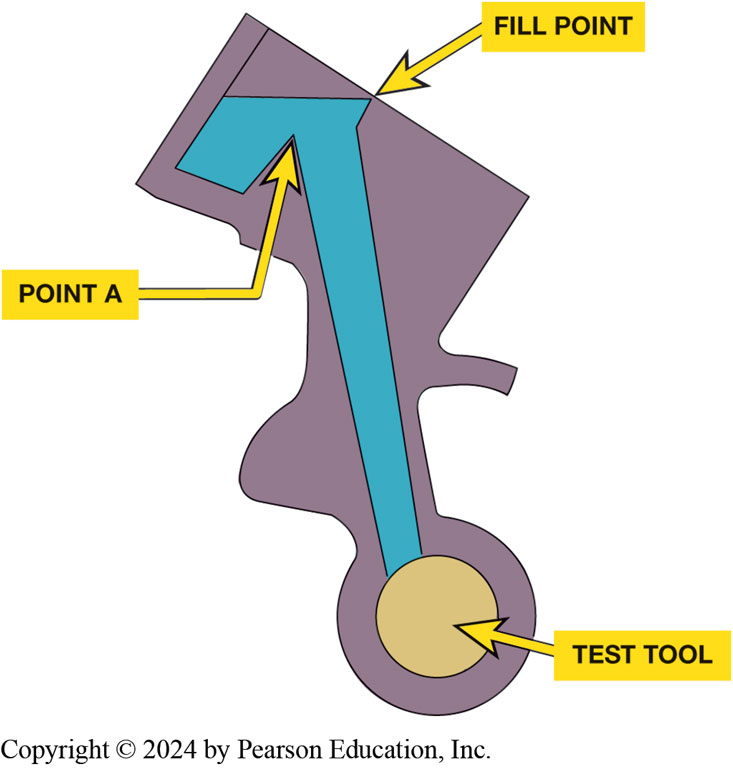 FILL POINT
POINT A
TEST TOOL
Copyright © 2024 by Pearson Education, Inc.